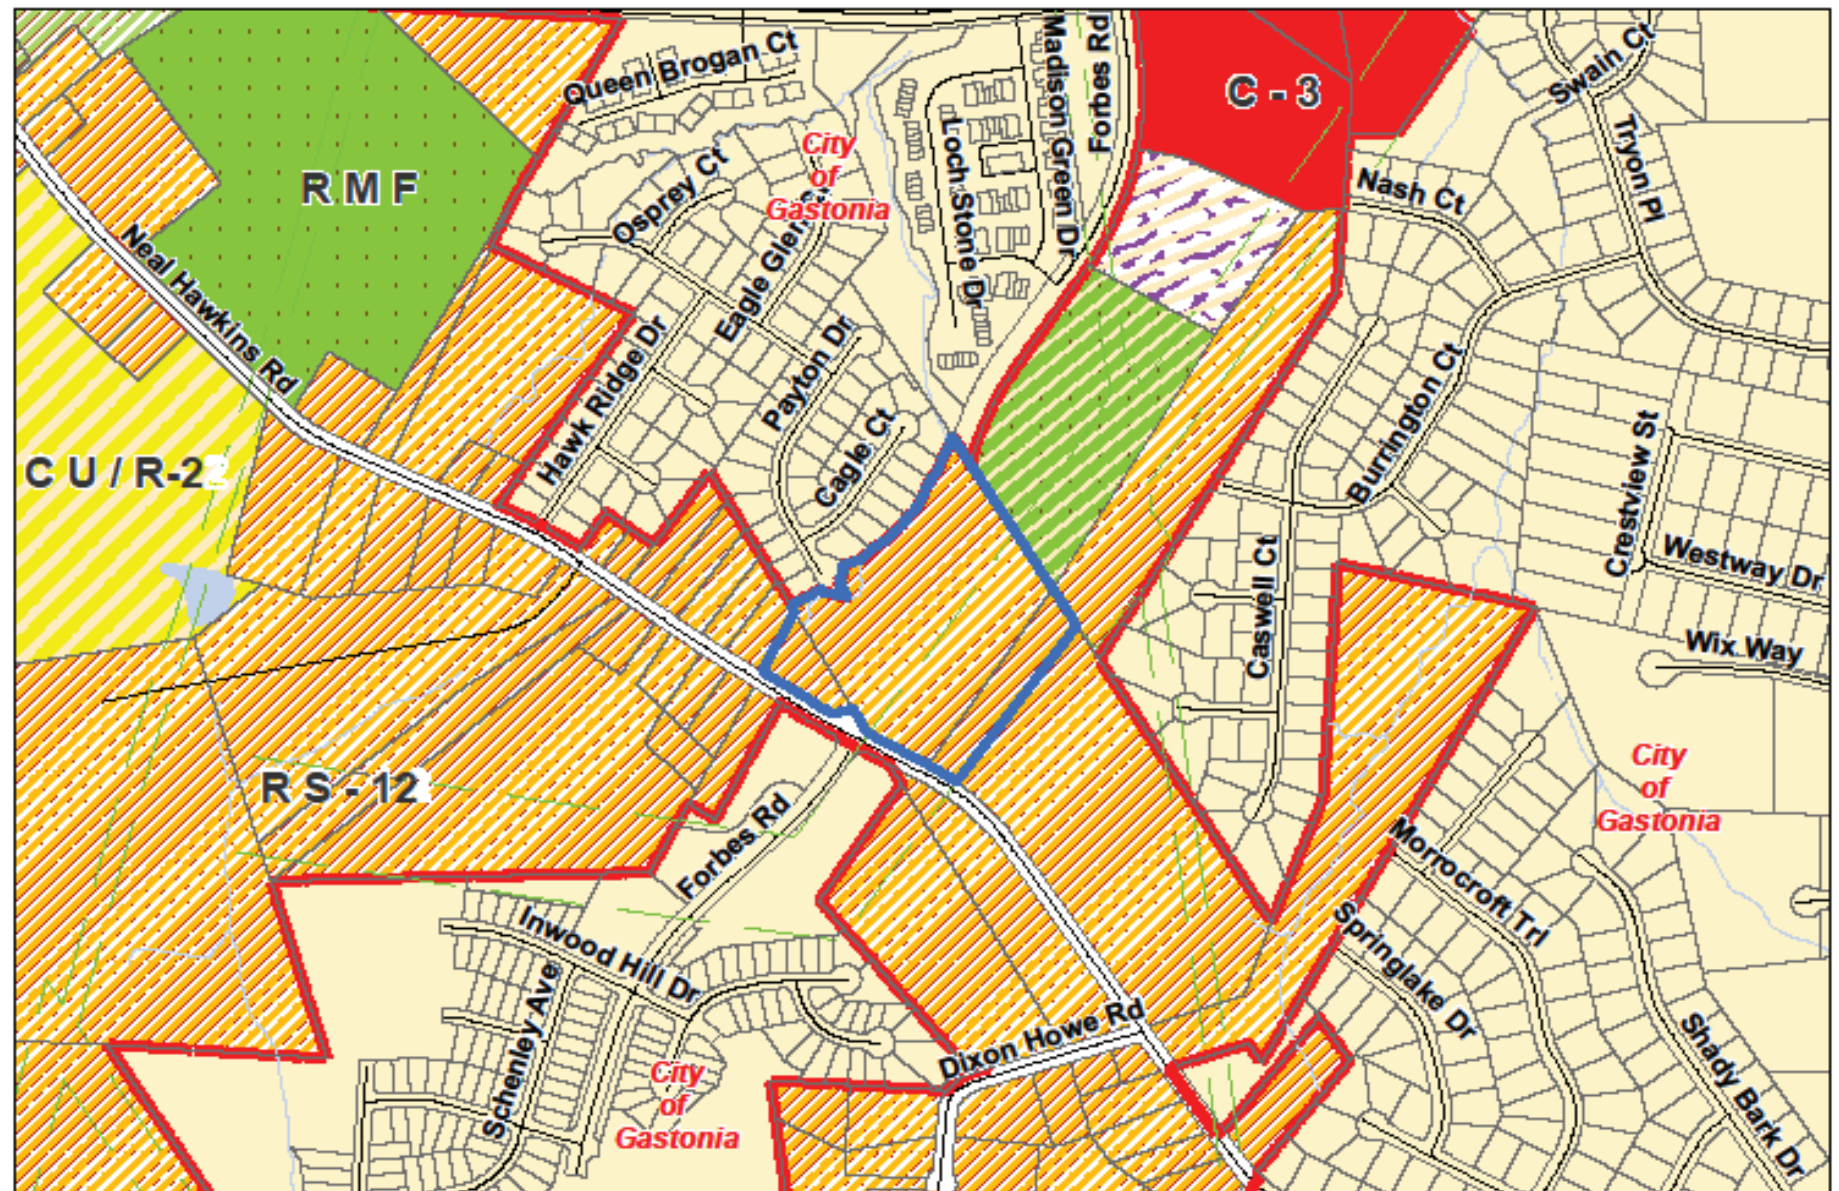 Queen Brogan Ct
Madison Green Dr
Forbes Rd
C - 3
Swain Ct
Tryon Pl
City
of
Gastonia
Loch Stone Dr
R M F
Osprey Ct
Nash Ct
Neal Hawkins Rd
Eagle Glen
Hawk Ridge Dr
Payton Dr
Cagle Ct
Burrington Ct
Crestview St
C U / R-2
Westway Dr
Caswell Ct
Wix Way
R S - 12
City
of
Gastonia
Forbes Rd
Morrocroft Trl
Inwood Hill Dr
Springlake Dr
Schenley Ave
Dixon Howe Rd
Shady Bark Dr
City
of
Gastonia